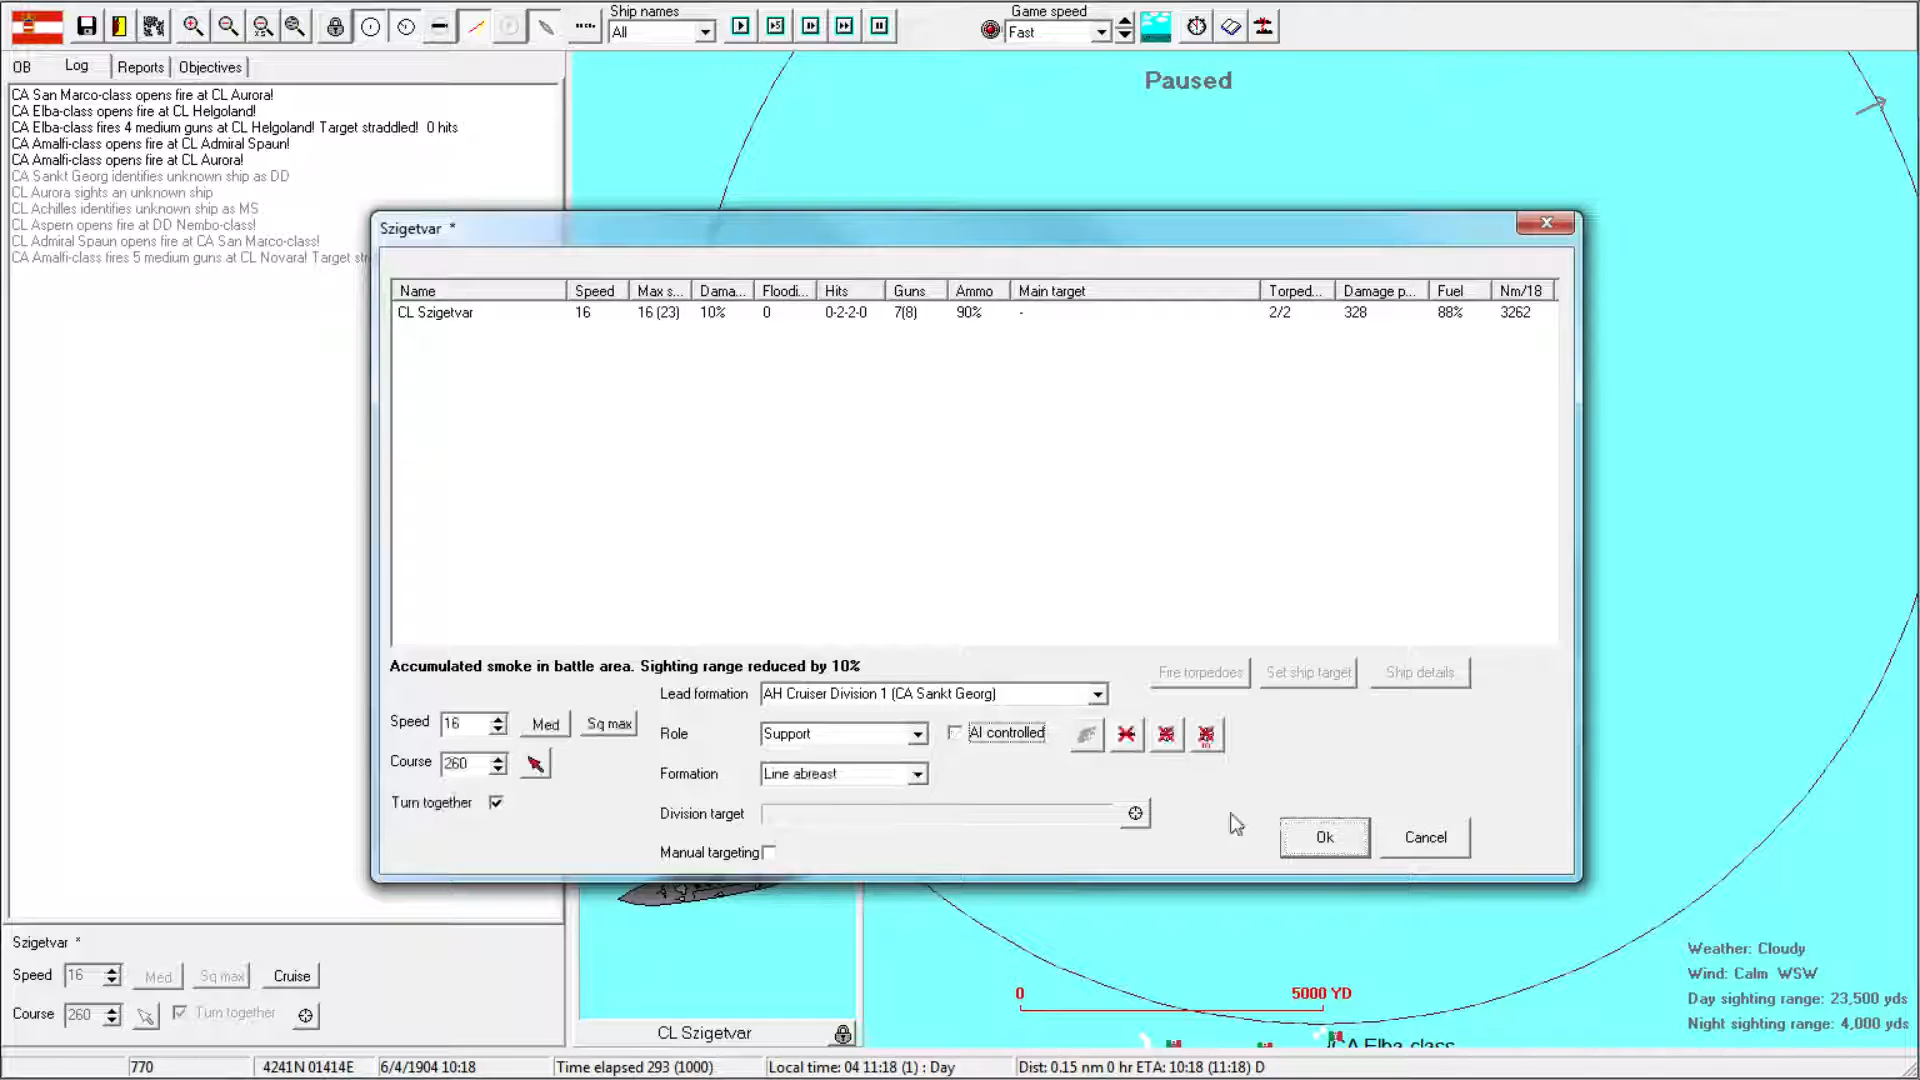 Ship names
All
Game speed
Fast
OB
Log
Reports
Objectives
Paused
CA San Marco-class opens fire at CL Aurora!
CA Elba-class opens fire at CL Helgoland!
CA Elba-class fires 4 medium guns at CL Helgoland! Target straddled!  0 hits
CA Amalfi-class opens fire at CL Admiral Spaun!
CA Amalfi-class opens fire at CL Aurora!
CA Sankt Georg identifies unknown ship as DD
CL Aurora sights an unknown ship
CL Achilles identifies unknown ship as MS
CL Aspern opens fire at DD Nembo-class!
CL Admiral Spaun opens fire at CA San Marco-class!
CA Amalfi-class fires 5 medium guns at CL Novara! Target str
Szigetvar *
Name Speed Max s... Dama... Floodi... Hits Guns Ammo Main target Torped... Damage p... Fuel Nm/18
CL Szigetvar 16 16 (23) 10% 0 0-2-2-0 7(8) 90% - 2/2 328 88% 3262
Accumulated smoke in battle area. Sighting range reduced by 10%
Fire torpedoes Set ship target Ship details
Lead formation AH Cruiser Division 1 (CA Sankt Georg)
Speed 16 Med Sq max
Role Support AI controlled
Course 260
Formation Line abreast
Turn together
Division target
Manual targeting
Ok Cancel
Szigetvar *
Speed 16 Med Sq max Cruise
Course 260 Turn together
CL Szigetvar
0 5000 YD
CA Elba-class
Weather: Cloudy
Wind: Calm WSW
Day sighting range: 23,500 yds
Night sighting range: 4,000 yds
770 4241N 01414E 6/4/1904 10:18 Time elapsed 293 (1000) Local time: 04 11:18 (1) : Day Dist: 0.15 nm 0 hr ETA: 10:18 (11:18) D